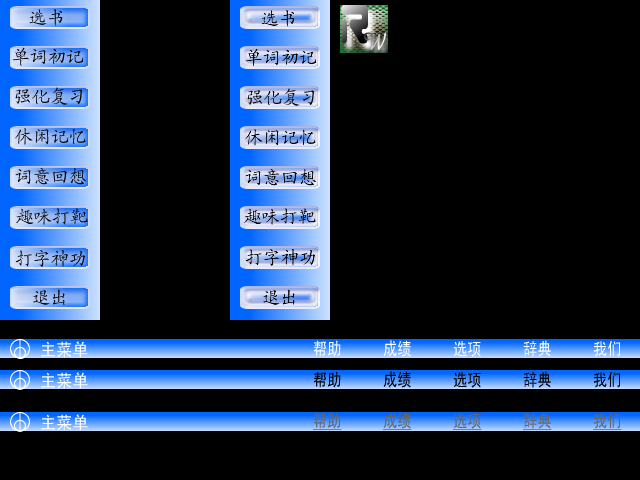 选书
单词初记
强化复习
休闲记忆
词意回想
趣味打靶
打字神功
退出
选书
单词初记
强化复习
休闲记忆
词意回想
趣味打靶
打字神功
退出
RW
主菜单 帮助 成绩 选项 辞典 我们
主菜单 帮助 成绩 选项 辞典 我们
主菜单 帮助 成绩 选项 辞典 我们